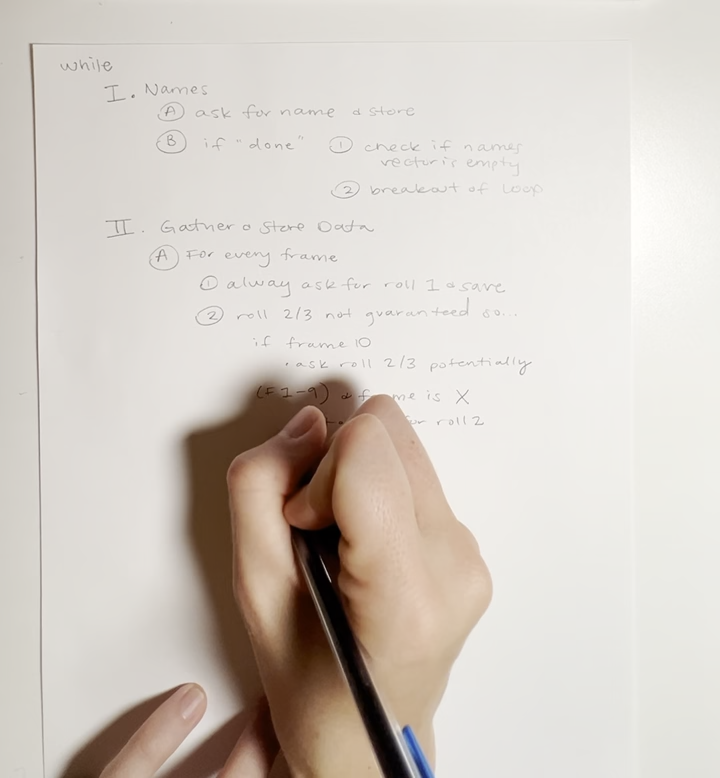 while
I. Names
A ask for name & store
B if "done" 1 check if names
vector is empty
2 breakout of loop
II. Gather & Store Data
A For every frame
1 alway ask for roll 1 & save
2 roll 2/3 not guaranteed so...
if frame 10
· ask roll 2/3 potentially
(F 1-9) & is X
roll 2